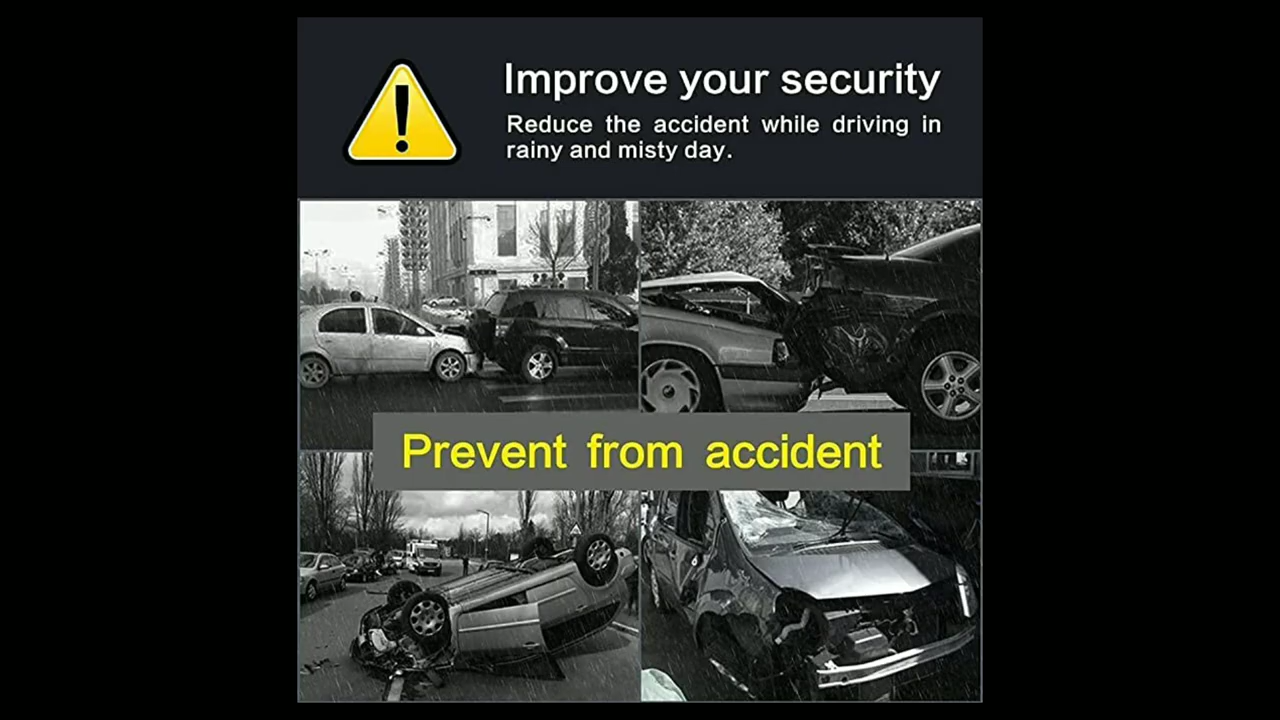 Improve your security
Reduce the accident while driving in
rainy and misty day.
Prevent from accident